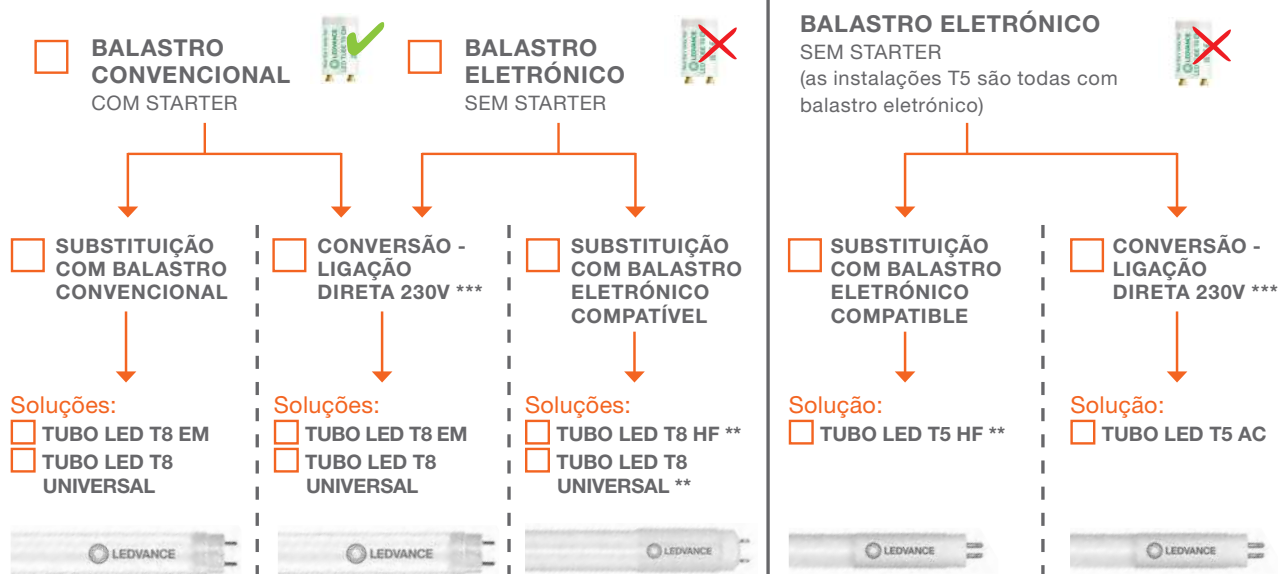 BALASTRO
CONVENCIONAL
COM STARTER
BALASTRO
ELETRÓNICO
SEM STARTER
BALASTRO ELETRÓNICO
SEM STARTER
(as instalações T5 são todas com
balastro eletrónico)
SUBSTITUIÇÃO
COM BALASTRO
CONVENCIONAL
CONVERSÃO -
LIGAÇÃO
DIRETA 230V ***
SUBSTITUIÇÃO
COM BALASTRO
ELETRÓNICO
COMPATÍVEL
SUBSTITUIÇÃO
COM BALASTRO
ELETRÓNICO
COMPATIBLE
CONVERSÃO -
LIGAÇÃO
DIRETA 230V ***
Soluções:
TUBO LED T8 EM
TUBO LED T8
UNIVERSAL
Soluções:
TUBO LED T8 EM
TUBO LED T8
UNIVERSAL
Soluções:
TUBO LED T8 HF **
TUBO LED T8
UNIVERSAL **
Solução:
TUBO LED T5 HF **
Solução:
TUBO LED T5 AC
LEDVANCE
LEDVANCE
LEDVANCE
LEDVANCE
LEDVANCE